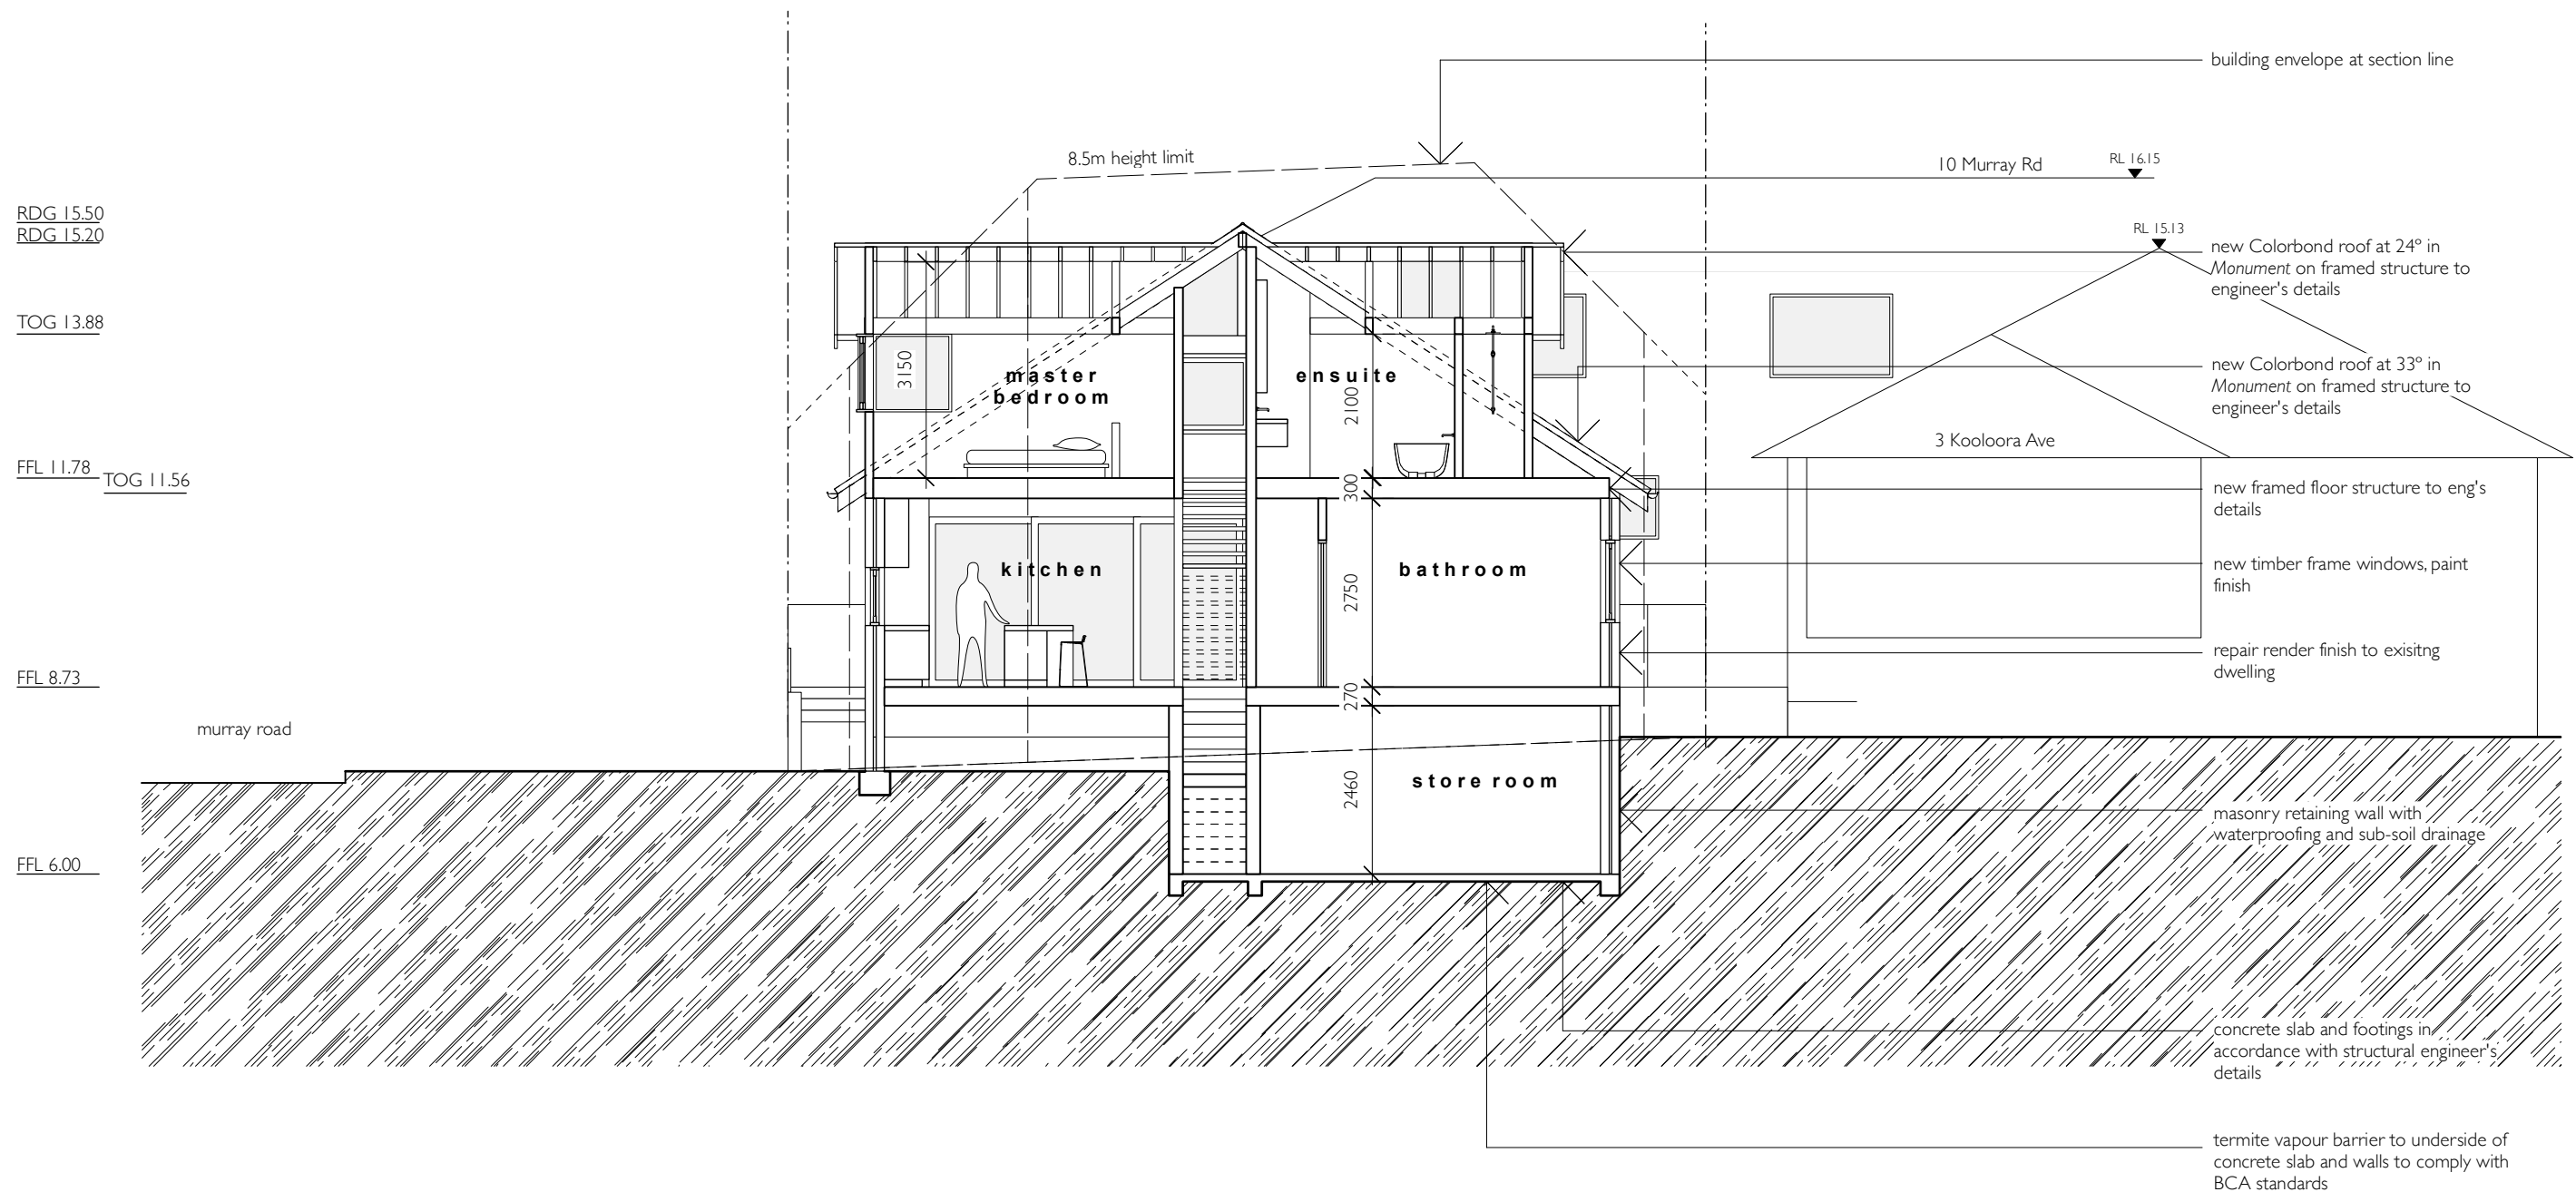 building envelope at section line
8.5m height limit
10 Murray Rd
RL 16.15
RDG 15.50
RDG 15.20
RL 15.13
new Colorbond roof at 24º in
Monument on framed structure to
engineer's details
TOG 13.88
3150
master
bedroom
ensuite
2100
new Colorbond roof at 33º in
Monument on framed structure to
engineer's details
3 Kooloora Ave
FFL 11.78
TOG 11.56
300
new framed floor structure to eng's
details
kitchen
bathroom
2750
new timber frame windows, paint
finish
repair render finish to exisitng
dwelling
FFL 8.73
270
murray road
store room
2460
masonry retaining wall with
waterproofing and sub-soil drainage
FFL 6.00
concrete slab and footings in
accordance with structural engineer's
details
termite vapour barrier to underside of
concrete slab and walls to comply with
BCA standards